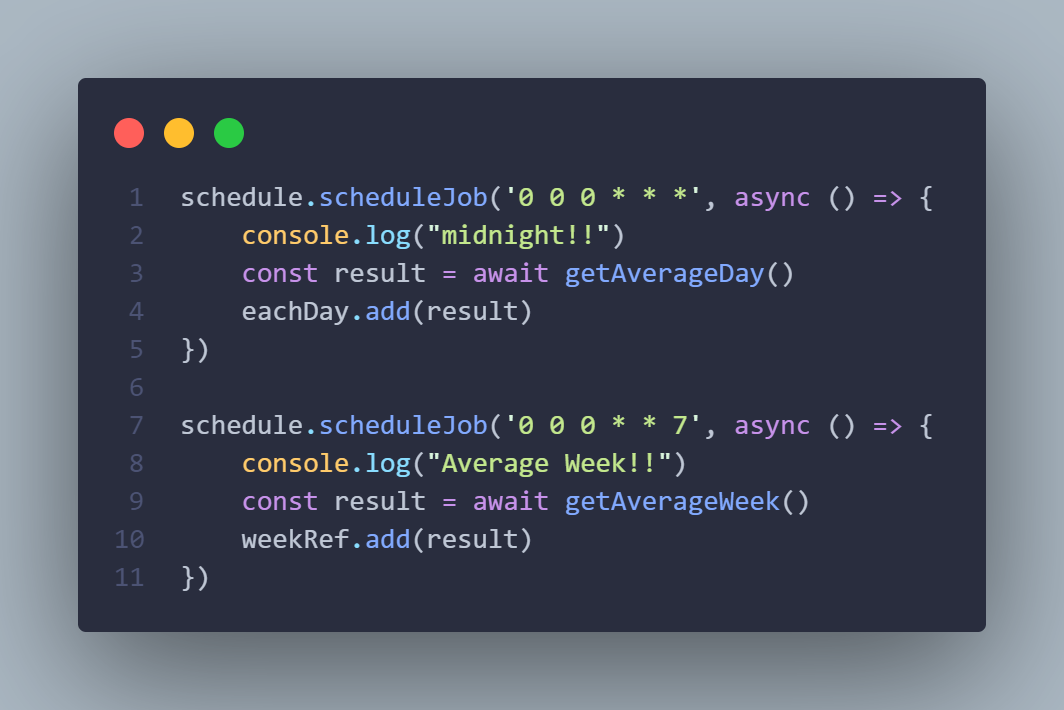 1 schedule.scheduleJob('0 0 0 * * *', async () => {
2     console.log("midnight!!")
3     const result = await getAverageDay()
4     eachDay.add(result)
5 })
6
7 schedule.scheduleJob('0 0 0 * * 7', async () => {
8     console.log("Average Week!!")
9     const result = await getAverageWeek()
10     weekRef.add(result)
11 })